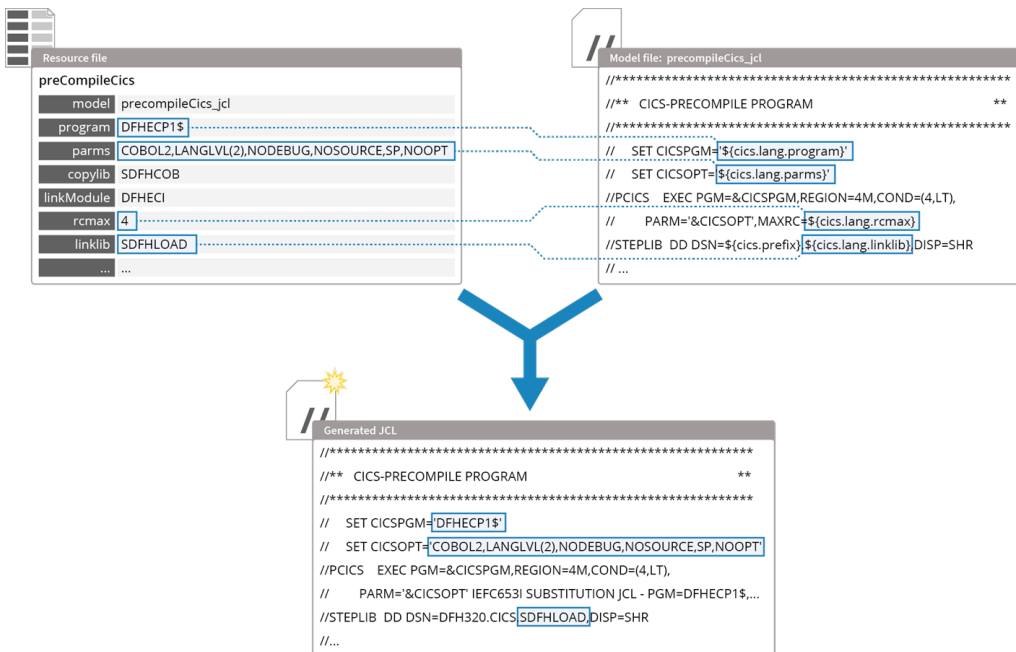 Resource file
preCompileCics
model precompileCics_jcl
program DFHECP1$
parms COBOL2,LANGLVL(2),NODEBUG,NOSOURCE,SP,NOOPT
copylib SDFHCOB
linkModule DFHECI
rcmax 4
linklib SDFHLOAD
... ...
//
Model file: precompileCics_jcl
//*******************************************************
//** CICS-PRECOMPILE PROGRAM **
//*******************************************************
// SET CICSPGM='${cics.lang.program}'
// SET CICSOPT='${cics.lang.parms}'
//PCICS EXEC PGM=&CICSPGM,REGION=4M,COND=(4,LT),
// PARM='&CICSOPT',MAXRC=${cics.lang.rcmax}
//STEPLIB DD DSN=${cics.prefix}.${cics.lang.linklib},DISP=SHR
// ...
//
Generated JCL
//***********************************************************
//** CICS-PRECOMPILE PROGRAM **
//***********************************************************
// SET CICSPGM='DFHECP1$'
// SET CICSOPT='COBOL2,LANGLVL(2),NODEBUG,NOSOURCE,SP,NOOPT'
//PCICS EXEC PGM=&CICSPGM,REGION=4M,COND=(4,LT),
// PARM='&CICSOPT' IEFC653I SUBSTITUTION JCL - PGM=DFHECP1$,...
//STEPLIB DD DSN=DFH320.CICS.SDFHLOAD,DISP=SHR
//...